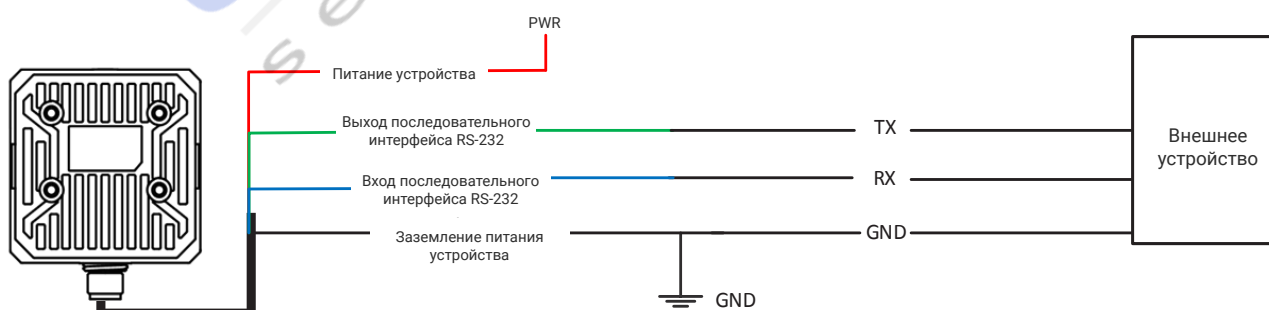 PWR
Питание устройства
Выход последовательного
интерфейса RS-232
TX
Внешнее
устройство
Вход последовательного
интерфейса RS-232
RX
Заземление питания
устройства
GND
GND